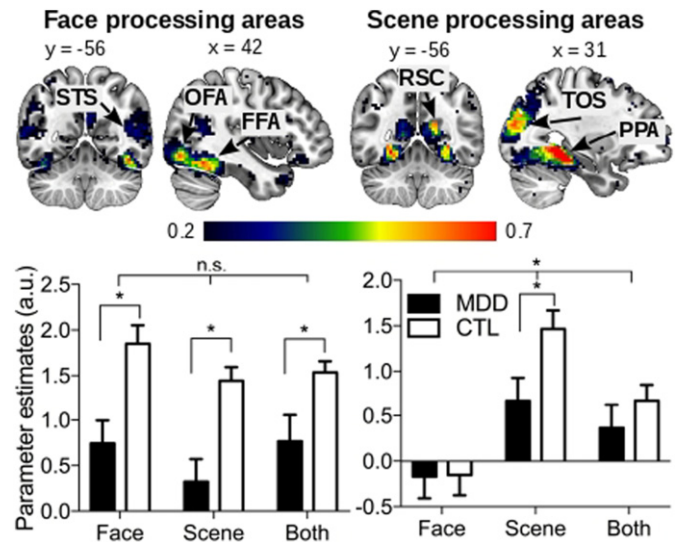 Face processing areas
Scene processing areas
y = -56
x = 42
y = -56
x = 31
STS
OFA
FFA
RSC
TOS
PPA
0.2
0.7
Parameter estimates (a.u.)
2.5
2.0
1.5
1.0
0.5
0.0
n.s.
*
*
*
Face
Scene
Both
2.0
1.5
1.0
0.5
0.0
-0.5
*
*
MDD
CTL
Face
Scene
Both